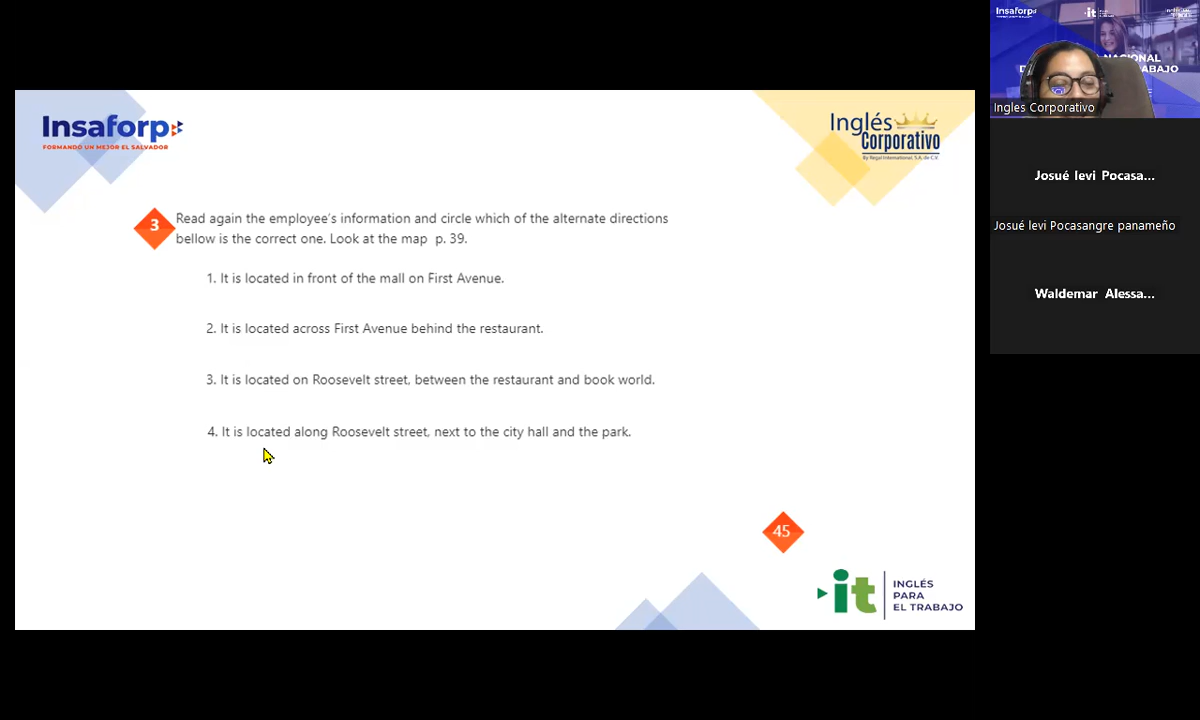 Insaforp
FORMANDO UN MEJOR EL SALVADOR
Inglés
Corporativo
By Regal International, S.A. de C.V.
3
Read again the employee's information and circle which of the alternate directions
bellow is the correct one. Look at the map p. 39.
1. It is located in front of the mall on First Avenue.
2. It is located across First Avenue behind the restaurant.
3. It is located on Roosevelt street, between the restaurant and book world.
4. It is located along Roosevelt street, next to the city hall and the park.
45
it
INGLÉS
PARA
EL TRABAJO
Insaforp
it
NACIONAL
ABAJO
Ingles Corporativo
Josué levi Pocasa...
Josué levi Pocasangre panameño
Waldemar Alessa...